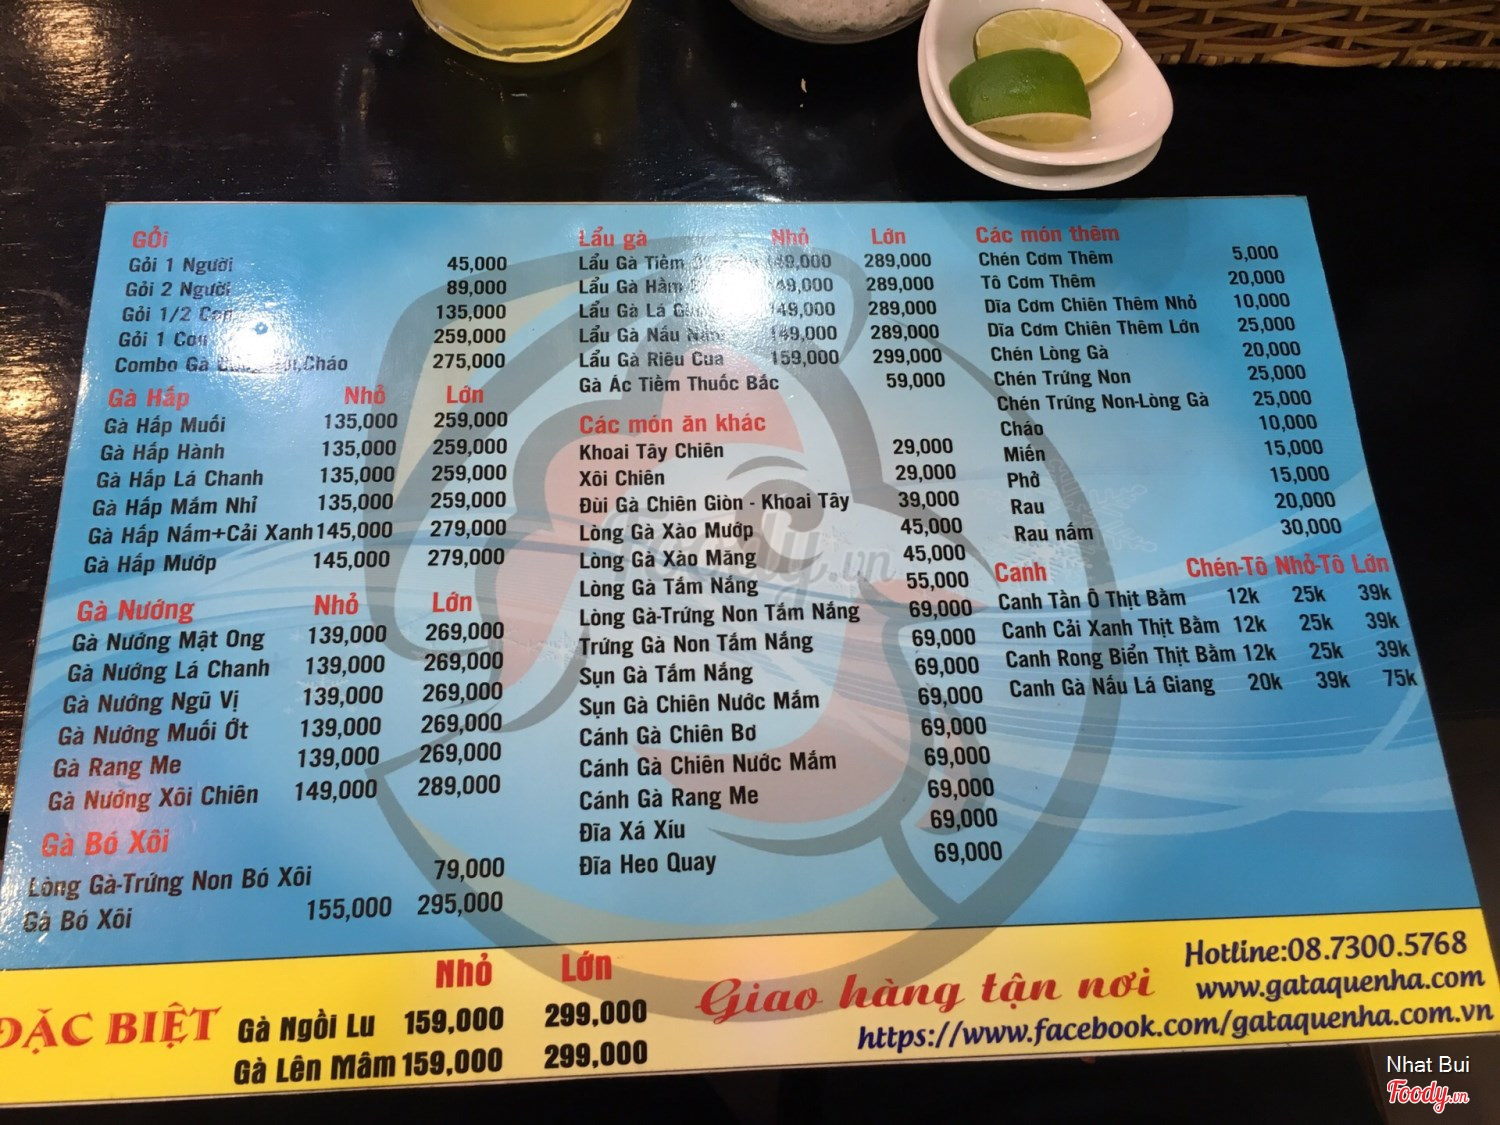 GỎi
Gỏi 1 Người 45,000
Gỏi 2 Người 89,000
Gỏi 1/2 Con 135,000
Gỏi 1 Con 259,000
Combo Gà Cháo 275,000
Gà Hấp Nhỏ Lớn
Gà Hấp Muối 135,000 259,000
Gà Hấp Hành 135,000 259,000
Gà Hấp Lá Chanh 135,000 259,000
Gà Hấp Mắm Nhỉ 135,000 259,000
Gà Hấp Nấm+Cải Xanh 145,000 279,000
Gà Hấp Mướp 145,000 279,000
Gà Nướng Nhỏ Lớn
Gà Nướng Mật Ong 139,000 269,000
Gà Nướng Lá Chanh 139,000 269,000
Gà Nướng Ngũ Vị 139,000 269,000
Gà Nướng Muối Ớt 139,000 269,000
Gà Rang Me 139,000 269,000
Gà Nướng Xôi Chiên 149,000 289,000
Gà Bó Xôi
Lòng Gà-Trứng Non Bó Xôi 79,000
Gà Bó Xôi 155,000 295,000
Lẩu gà Nhỏ Lớn
Lẩu Gà Tiềm 149,000 289,000
Lẩu Gà Hầm 149,000 289,000
Lẩu Gà Lá Giang 149,000 289,000
Lẩu Gà Nấu Nấm 149,000 289,000
Lẩu Gà Riêu Cua 159,000 299,000
Gà Ác Tiềm Thuốc Bắc 59,000
Các món ăn khác
Khoai Tây Chiên 29,000
Xôi Chiên 29,000
Đùi Gà Chiên Giòn - Khoai Tây 39,000
Lòng Gà Xào Mướp 45,000
Lòng Gà Xào Măng 45,000
Lòng Gà Tắm Nắng 55,000
Lòng Gà-Trứng Non Tắm Nắng 69,000
Trứng Gà Non Tắm Nắng 69,000
Sụn Gà Tắm Nắng 69,000
Sụn Gà Chiên Nước Mắm 69,000
Cánh Gà Chiên Bơ 69,000
Cánh Gà Chiên Nước Mắm 69,000
Cánh Gà Rang Me 69,000
Đĩa Xá Xíu 69,000
Đĩa Heo Quay 69,000
Các món thêm
Chén Cơm Thêm 5,000
Tô Cơm Thêm 20,000
Dĩa Cơm Chiên Thêm Nhỏ 10,000
Dĩa Cơm Chiên Thêm Lớn 25,000
Chén Lòng Gà 20,000
Chén Trứng Non 25,000
Chén Trứng Non-Lòng Gà 25,000
Cháo 10,000
Miến 15,000
Phở 15,000
Rau 20,000
Rau nấm 30,000
Canh Chén-Tô Nhỏ-Tô Lớn
Canh Tần Ô Thịt Bằm 12k 25k 39k
Canh Cải Xanh Thịt Bằm 12k 25k 39k
Canh Rong Biển Thịt Bằm 12k 25k 39k
Canh Gà Nấu Lá Giang 20k 39k 75k
Nhỏ Lớn
ĐẶC BIỆT
Gà Ngồi Lu 159,000 299,000
Gà Lên Mâm 159,000 299,000
Giao hàng tận nơi
Hotline:08.7300.5768
www.gataquenha.com
https://www.facebook.com/gataquenha.com.vn
Foody.vn
Nhat Bui
Foody.vn